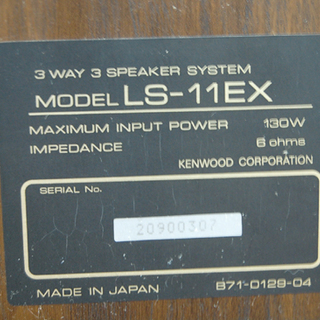 3 WAY 3 SPEAKER SYSTEM
MODEL LS-11EX
MAXIMUM INPUT POWER 130W
IMPEDANCE 6 ohms
KENWOOD CORPORATION
SERIAL No.
20900307
MADE IN JAPAN B71-0129-04